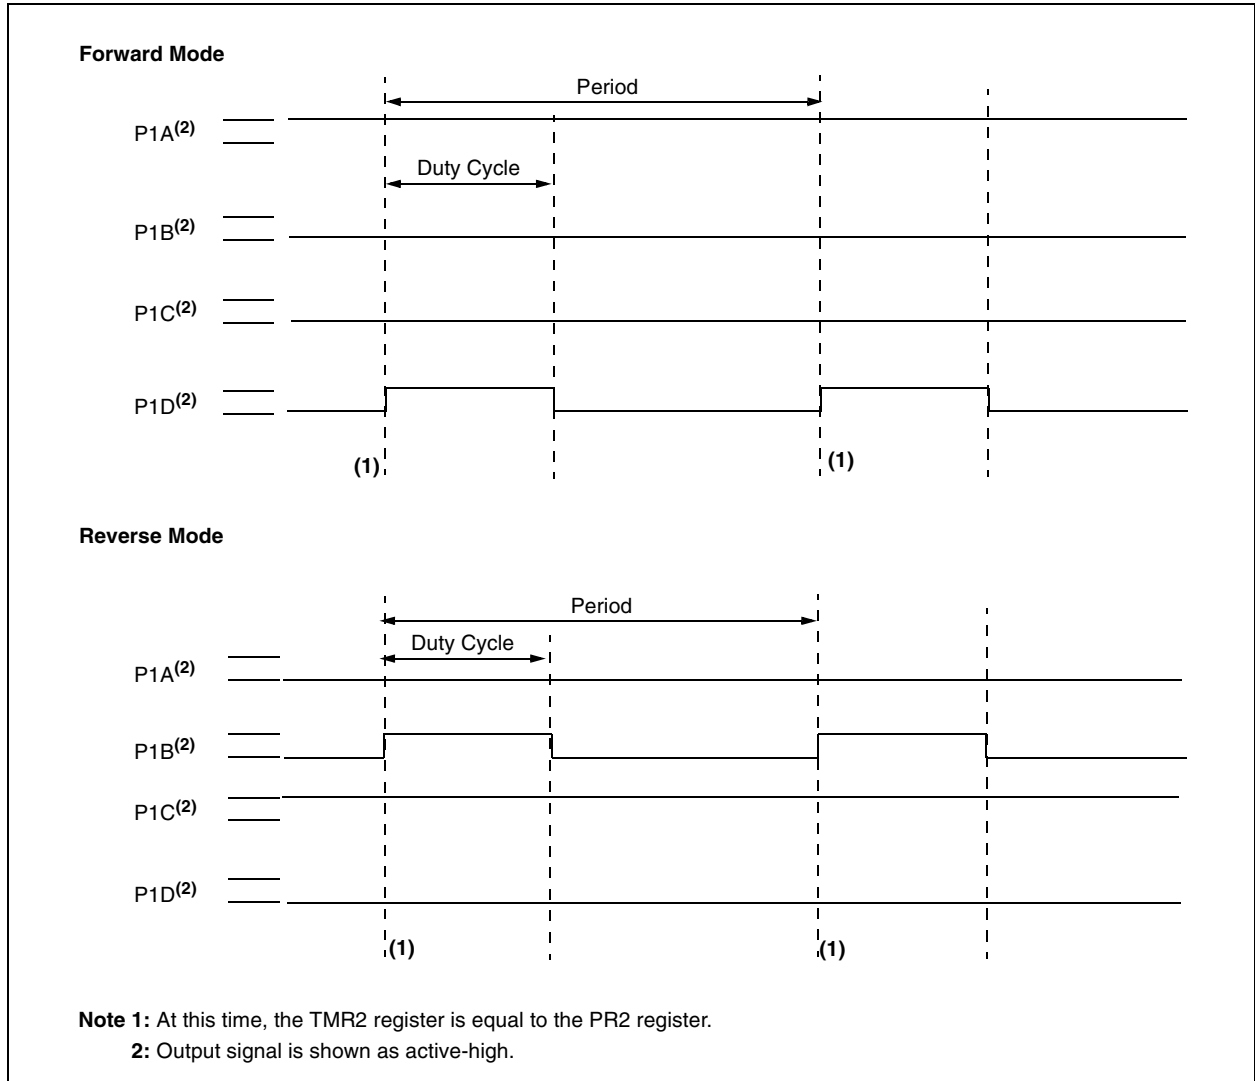 Forward Mode
Period
P1A(2)
Duty Cycle
P1B(2)
P1C(2)
P1D(2)
(1)
(1)
Reverse Mode
Period
Duty Cycle
P1A(2)
P1B(2)
P1C(2)
P1D(2)
(1)
(1)
Note 1: At this time, the TMR2 register is equal to the PR2 register.
2: Output signal is shown as active-high.